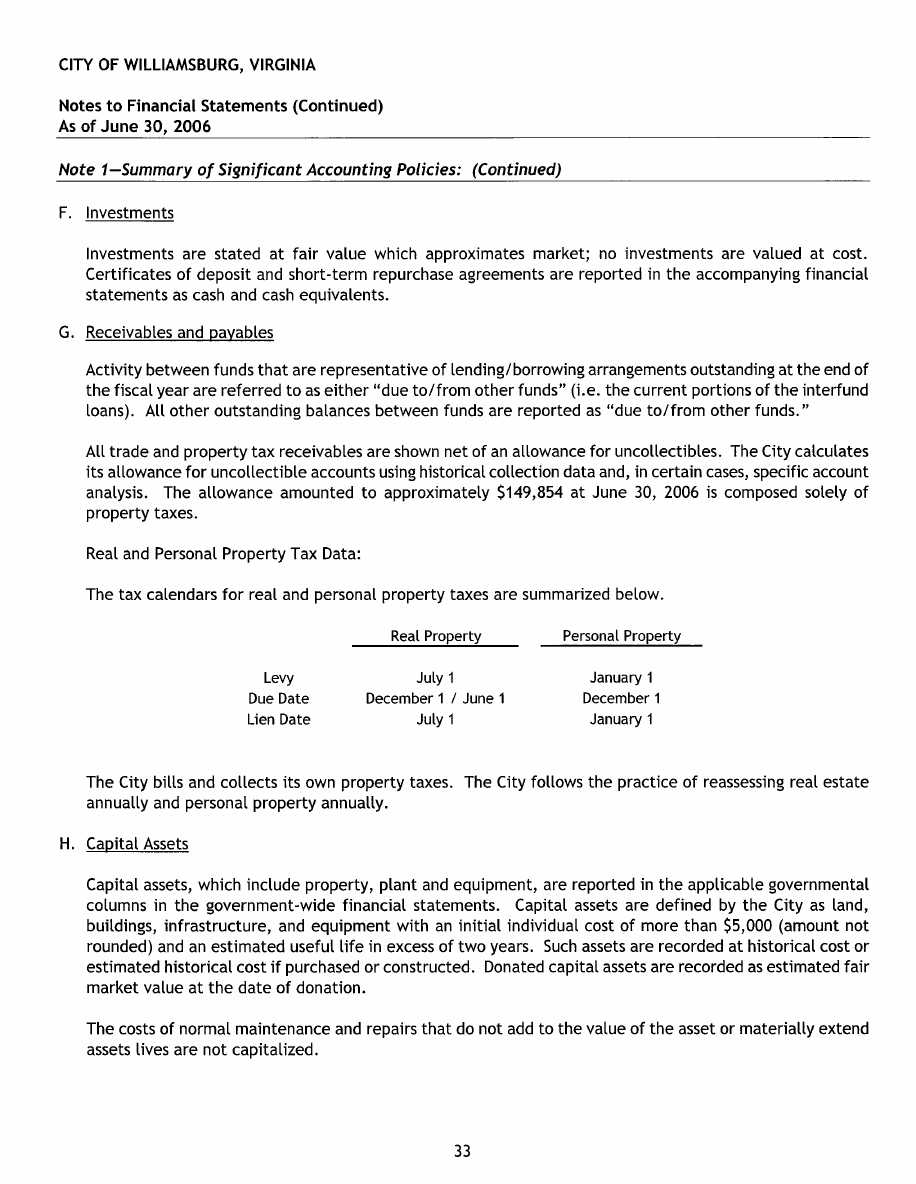 CITY OF WILLIAMSBURG, VIRGINIA
Notes to Financial Statements (Continued)
As of June 30, 2006
Note 1—Summary of Significant Accounting Policies: (Continued)
F. Investments
Investments are stated at fair value which approximates market; no investments are valued at cost.
Certificates of deposit and short-term repurchase agreements are reported in the accompanying financial
statements as cash and cash equivalents.
G. Receivables and payables
Activity between funds that are representative of lending/borrowing arrangements outstanding at the end of
the fiscal year are referred to as either “due to/from other funds” (i.e. the current portions of the interfund
loans). All other outstanding balances between funds are reported as “due to/from other funds.”
All trade and property tax receivables are shown net of an allowance for uncollectibles. The City calculates
its allowance for uncollectible accounts using historical collection data and, in certain cases, specific account
analysis. The allowance amounted to approximately $149,854 at June 30, 2006 is composed solely of
property taxes.
Real and Personal Property Tax Data:
The tax calendars for real and personal property taxes are summarized below.
Real Property Personal Property
Levy July 1 January 1
Due Date December 1 / June 1 December 1
Lien Date July 1 January 1
The City bills and collects its own property taxes. The City follows the practice of reassessing real estate
annually and personal property annually.
H. Capital Assets
Capital assets, which include property, plant and equipment, are reported in the applicable governmental
columns in the government-wide financial statements. Capital assets are defined by the City as land,
buildings, infrastructure, and equipment with an initial individual cost of more than $5,000 (amount not
rounded) and an estimated useful life in excess of two years. Such assets are recorded at historical cost or
estimated historical cost if purchased or constructed. Donated capital assets are recorded as estimated fair
market value at the date of donation.
The costs of normal maintenance and repairs that do not add to the value of the asset or materially extend
assets lives are not capitalized.
33